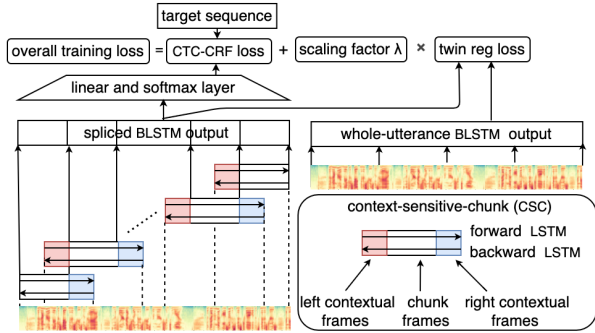 target sequence
overall training loss = CTC-CRF loss + scaling factor λ × twin reg loss
linear and softmax layer
spliced BLSTM output
whole-utterance BLSTM output
context-sensitive-chunk (CSC)
forward LSTM
backward LSTM
left contextual frames
chunk frames
right contextual frames